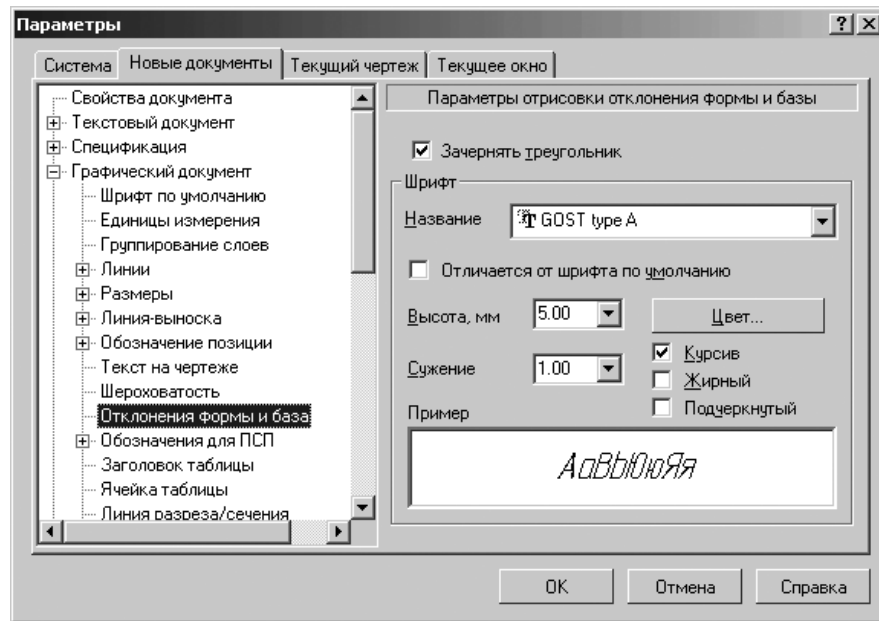 Параметры
Система Новые документы Текущий чертеж Текущее окно
Свойства документа
Текстовый документ
Спецификация
Графический документ
Шрифт по умолчанию
Единицы измерения
Группирование слоев
Линии
Размеры
Линия-выноска
Обозначение позиции
Текст на чертеже
Шероховатость
Отклонения формы и база
Обозначения для ПСП
Заголовок таблицы
Ячейка таблицы
Линия разреза/сечения
Параметры отрисовки отклонения формы и базы
Зачернять треугольник
Шрифт
Название GOST type A
Отличается от шрифта по умолчанию
Высота, мм 5.00 Цвет...
Сужение 1.00
Курсив
Жирный
Подчеркнутый
Пример
АаВЫЮюЯя
OK Отмена Справка